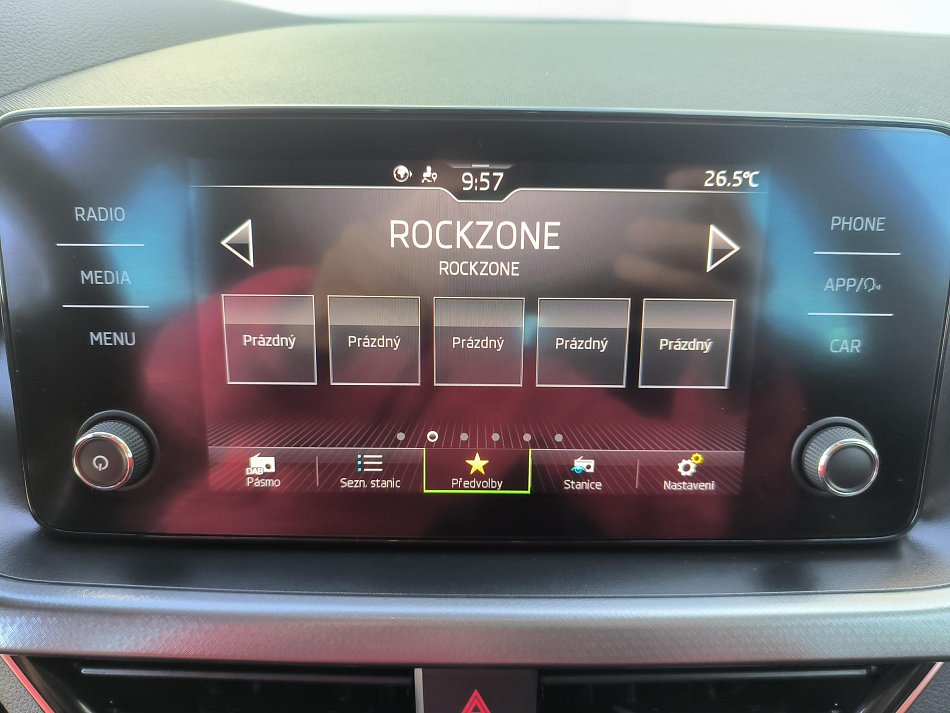 9:57
26.5°C
RADIO
MEDIA
MENU
ROCKZONE
ROCKZONE
PHONE
APP/
CAR
Prázdný
Prázdný
Prázdný
Prázdný
Prázdný
DAB
Pásmo
Sezn. stanic
Předvolby
Stanice
Nastavení